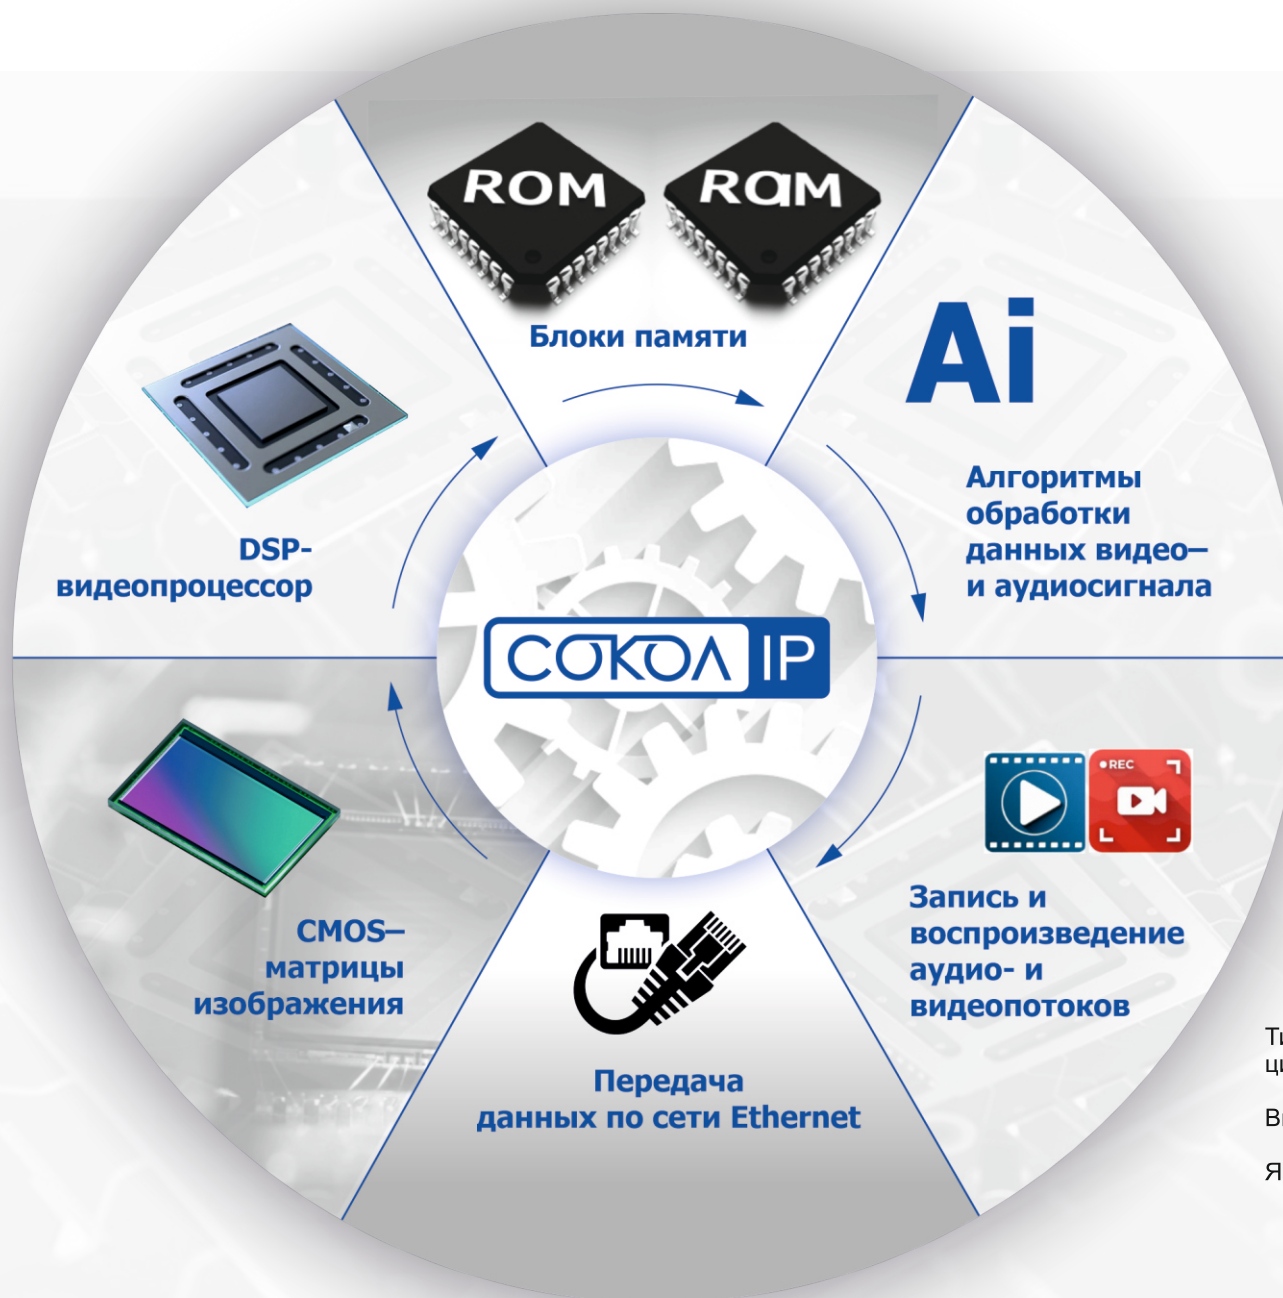 ROM
RAM
Блоки памяти
Ai
Алгоритмы
обработки
данных видео–
и аудиосигнала
DSP-
видеопроцессор
СОКОЛ IP
REC
Запись и
воспроизведение
аудио- и
видеопотоков
CMOS–
матрицы
изображения
Передача
данных по сети Ethernet